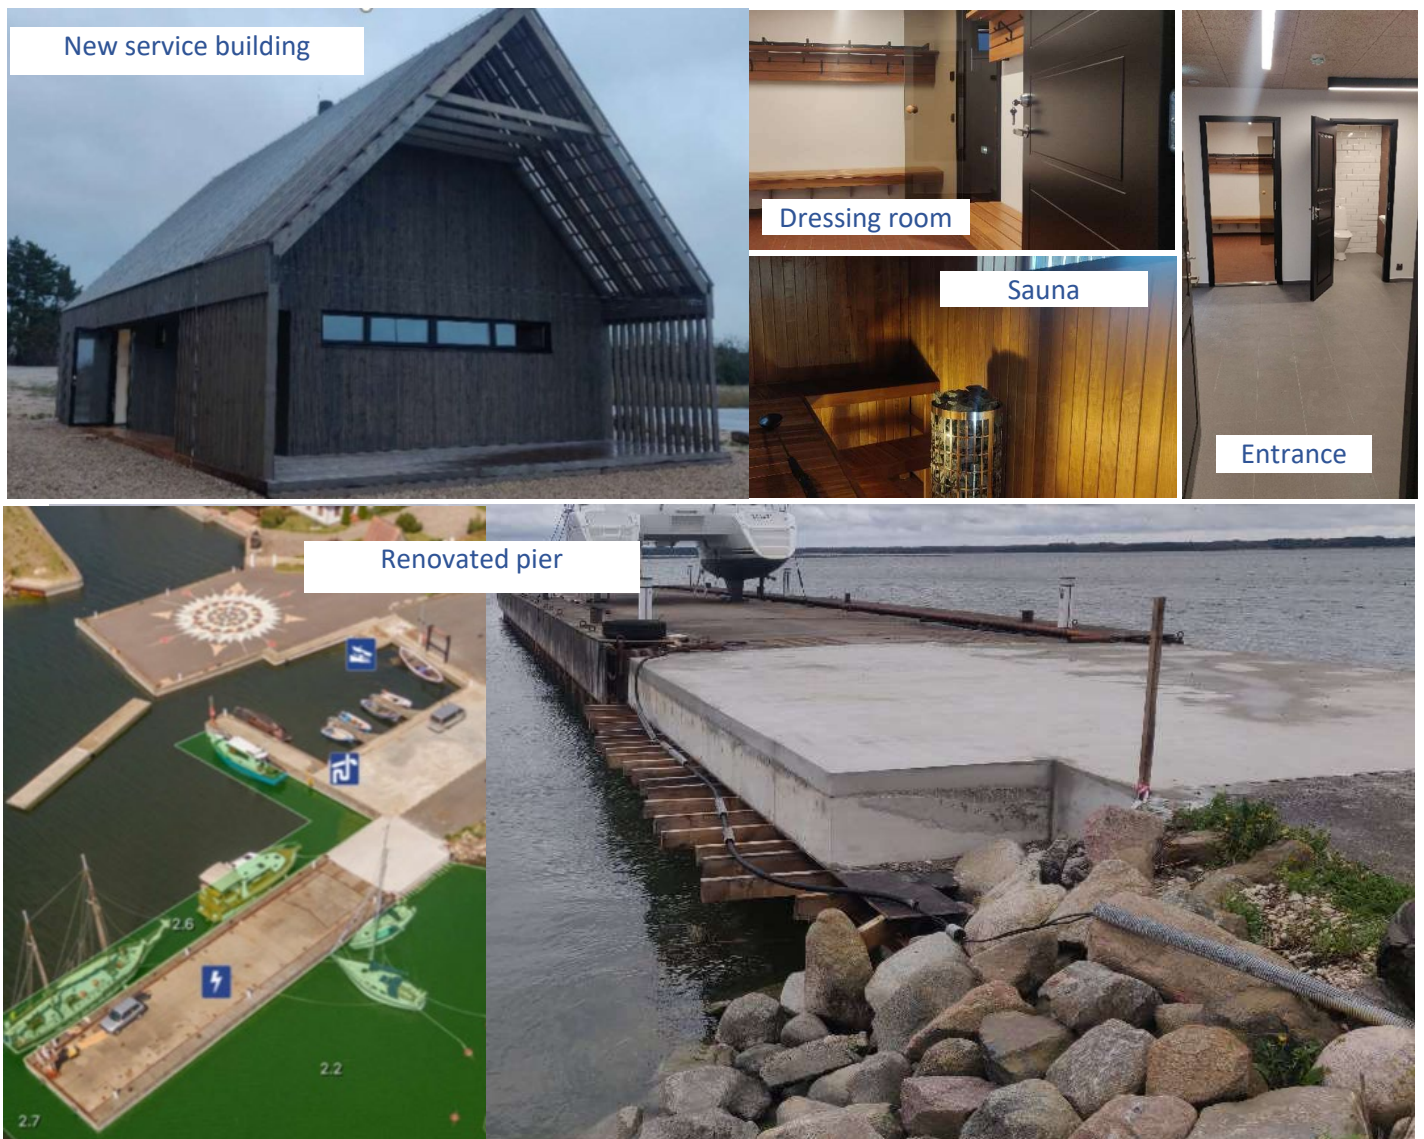 New service building
Dressing room
Sauna
Entrance
Renovated pier
2.6
2.2
2.7